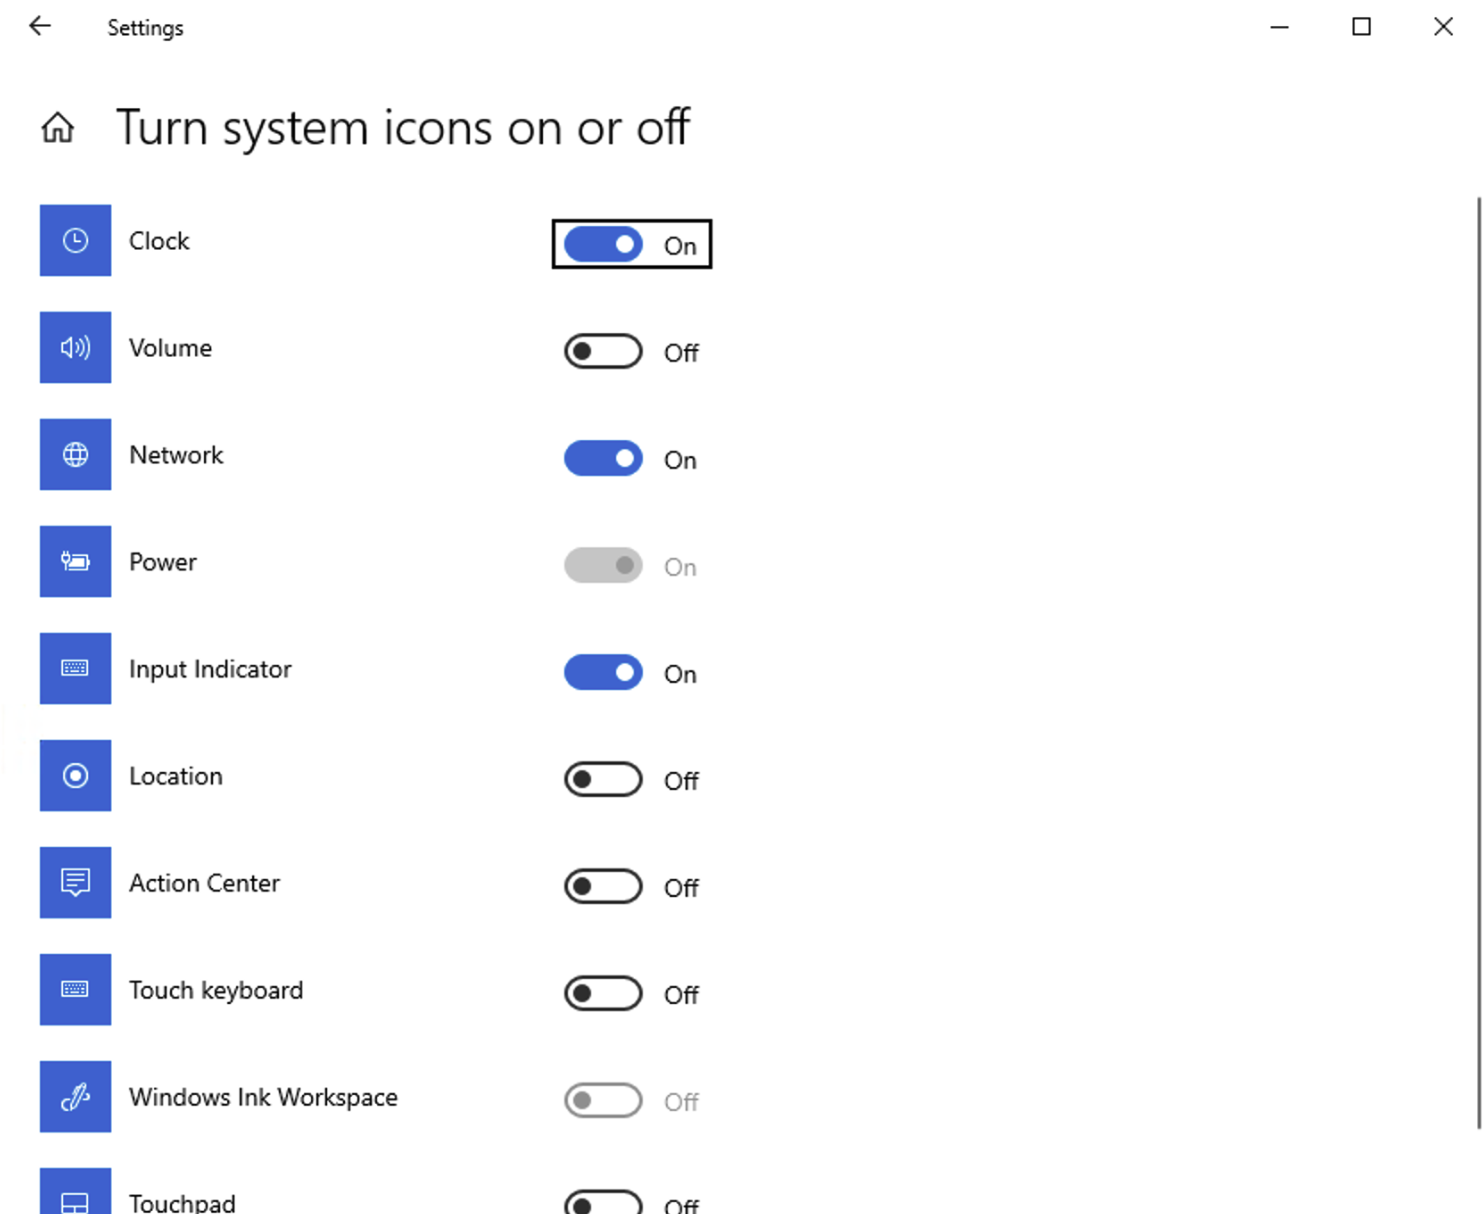 Settings
Turn system icons on or off
Clock On
Volume Off
Network On
Power On
Input Indicator On
Location Off
Action Center Off
Touch keyboard Off
Windows Ink Workspace Off
Touchpad Off